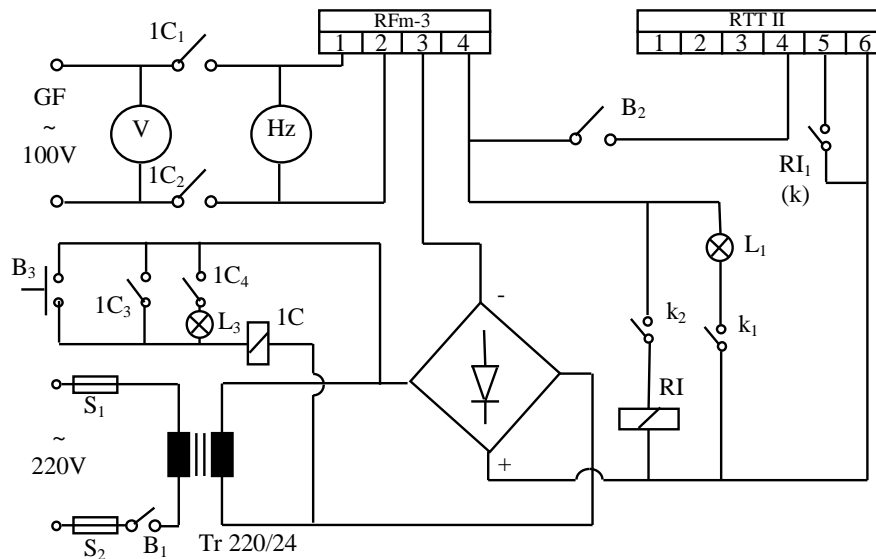 RFm-3
1 2 3 4
RTT II
1 2 3 4 5 6
1C₁
GF
~
100V
V
Hz
1C₂
B₂
RI₁
(k)
B₃
1C₃
1C₄
L₃
1C
L₁
k₂
k₁
-
RI
+
S₁
~
220V
S₂
B₁
Tr 220/24